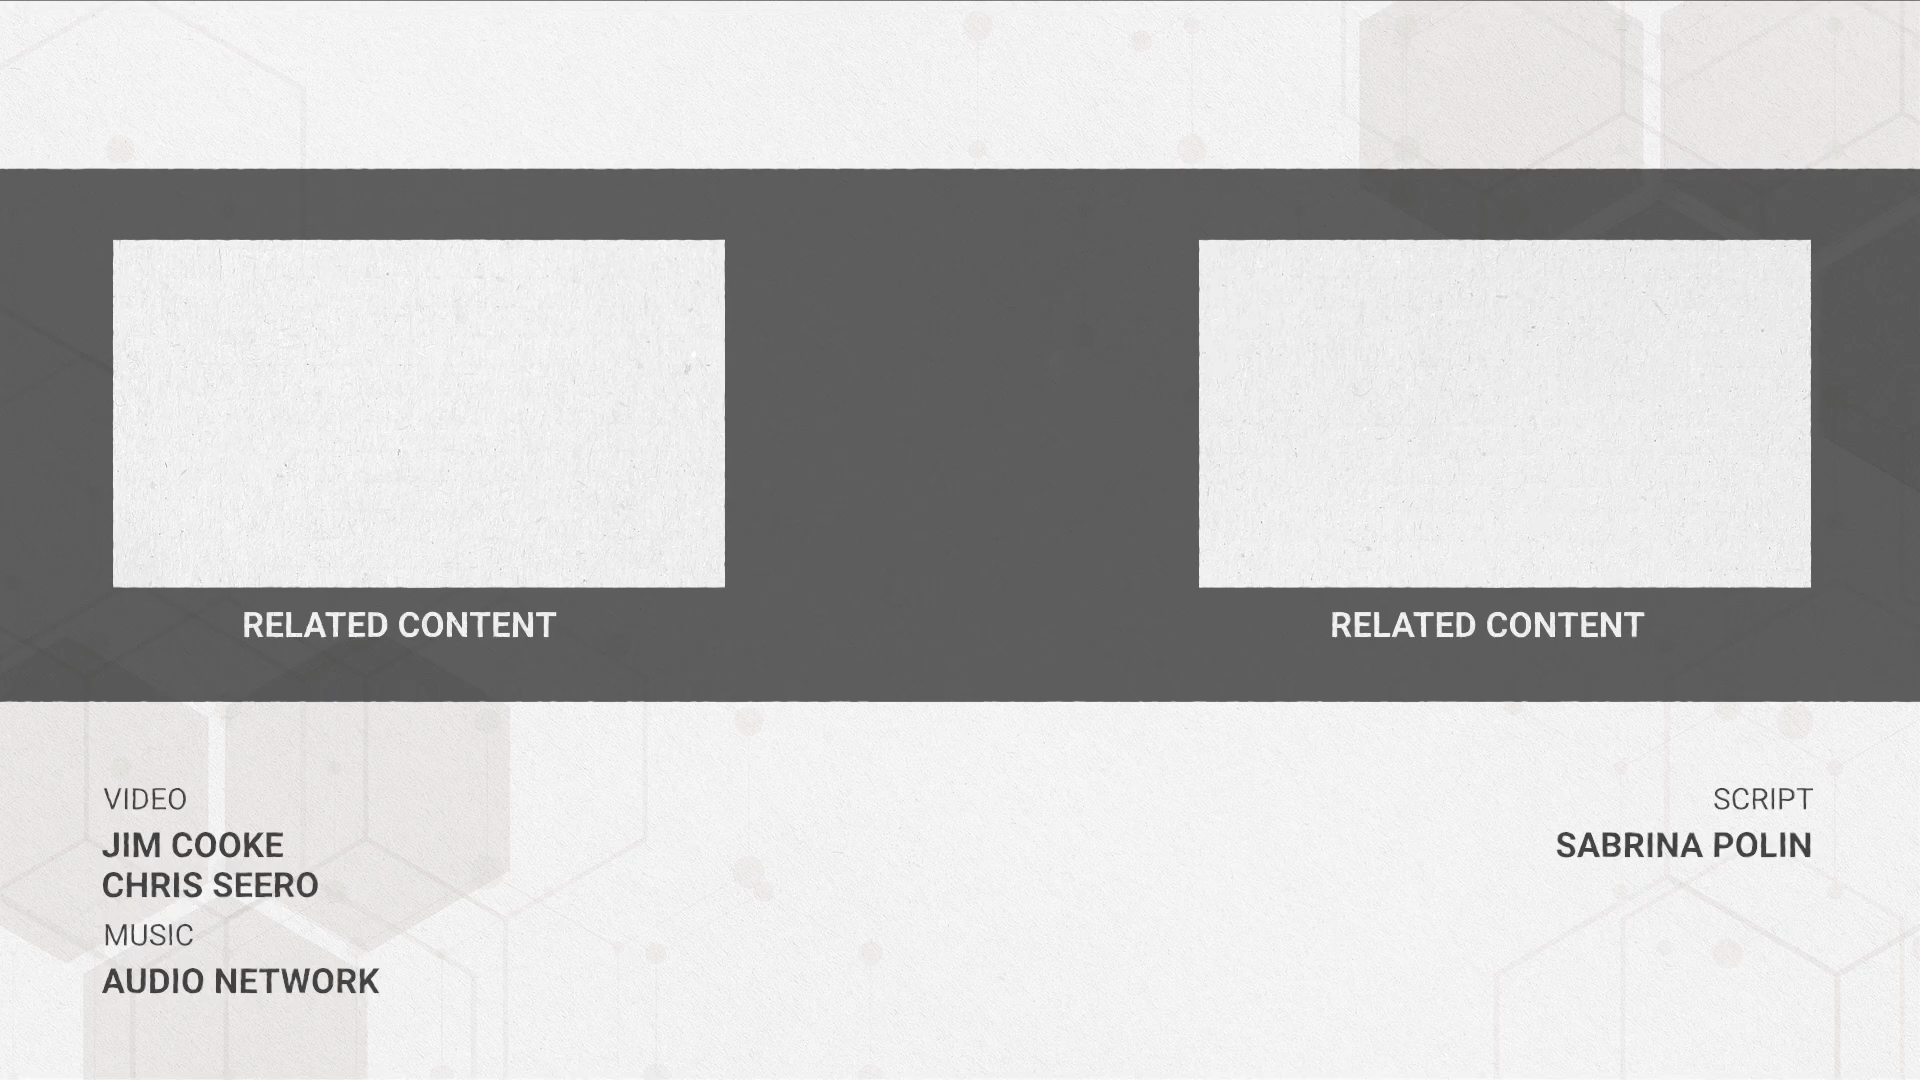 RELATED CONTENT
RELATED CONTENT
VIDEO
JIM COOKE
CHRIS SEERO
MUSIC
AUDIO NETWORK
SCRIPT
SABRINA POLIN